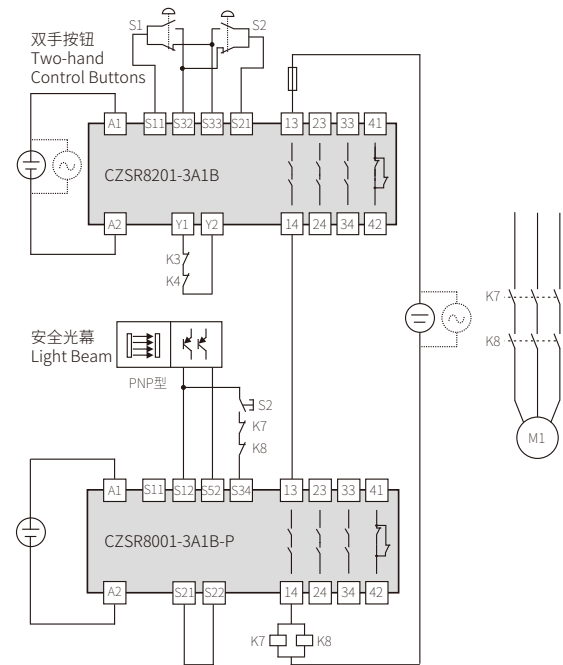 S1
S2
双手按钮
Two-hand
Control Buttons
A1
S11
S32
S33
S21
13
23
33
41
CZSR8201-3A1B
A2
Y1
Y2
14
24
34
42
K3
K4
K7
K8
M1
安全光幕
Light Beam
PNP型
S2
K7
K8
A1
S11
S12
S52
S34
13
23
33
41
CZSR8001-3A1B-P
A2
S21
S22
14
24
34
42
K7
K8